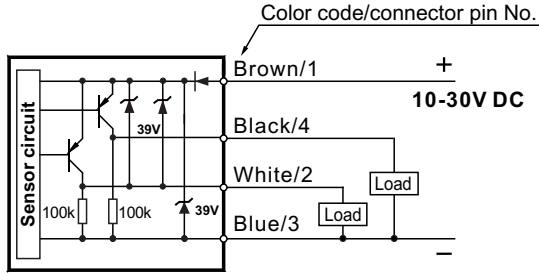 Color code/connector pin No.
Brown/1
+
10-30V DC
39V
Black/4
Sensor circuit
White/2
Load
100k
100k
39V
Load
Blue/3
−